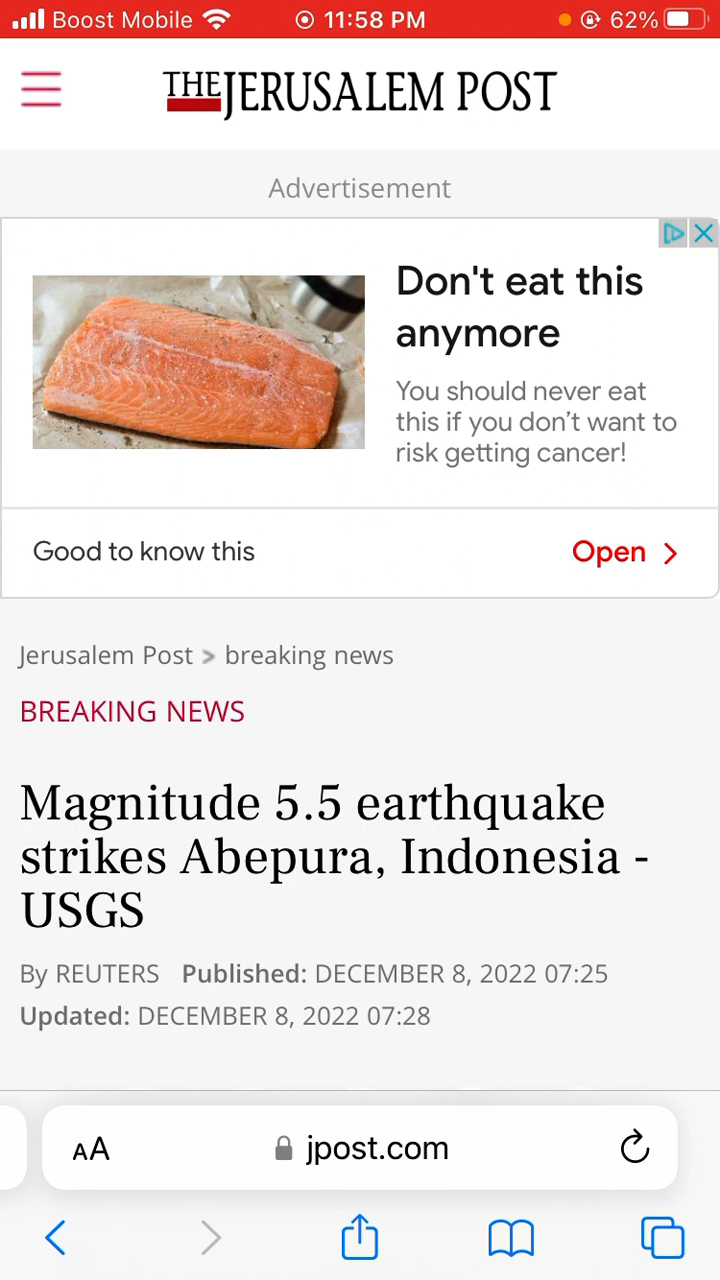 Boost Mobile 11:58 PM 62%
THE JERUSALEM POST
Advertisement
Don't eat this
anymore
You should never eat
this if you don’t want to
risk getting cancer!
Good to know this
Open
Jerusalem Post > breaking news
BREAKING NEWS
Magnitude 5.5 earthquake
strikes Abepura, Indonesia -
USGS
By REUTERS Published: DECEMBER 8, 2022 07:25
Updated: DECEMBER 8, 2022 07:28
AA jpost.com